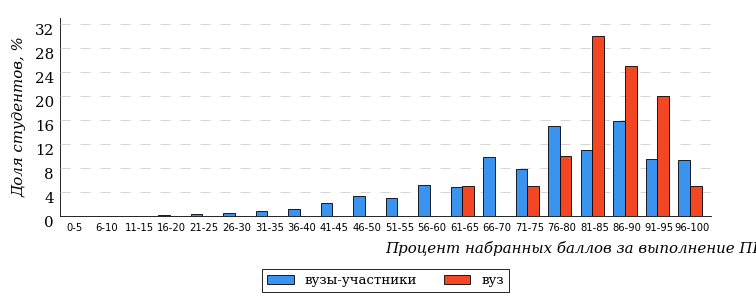 Доля студентов, %
32
28
24
20
16
12
8
4
0
0-5 6-10 11-15 16-20 21-25 26-30 31-35 36-40 41-45 46-50 51-55 56-60 61-65 66-70 71-75 76-80 81-85 86-90 91-95 96-100
Процент набранных баллов за выполнение
вузы-участники вуз